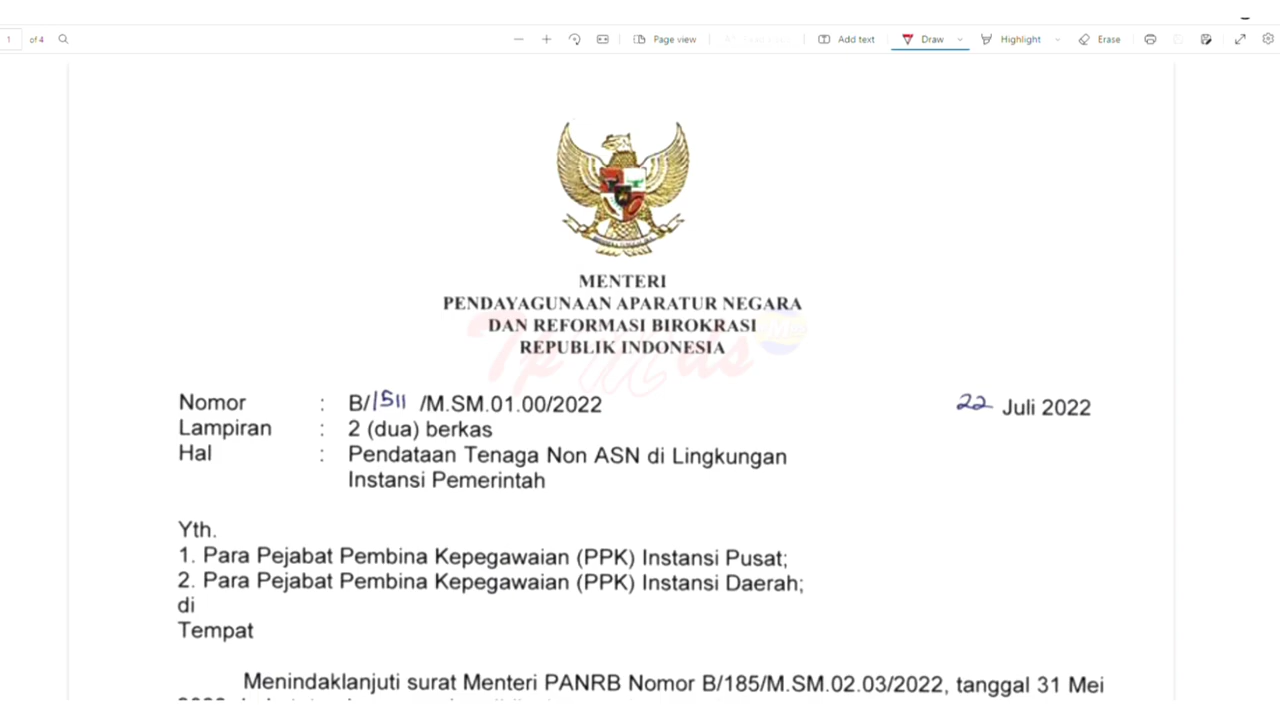 1 of 4 Page view Add text Draw Highlight Erase
MENTERI
PENDAYAGUNAAN APARATUR NEGARA
DAN REFORMASI BIROKRASI
REPUBLIK INDONESIA
Nomor : B/1511 /M.SM.01.00/2022 22 Juli 2022
Lampiran : 2 (dua) berkas
Hal : Pendataan Tenaga Non ASN di Lingkungan
Instansi Pemerintah
Yth.
1. Para Pejabat Pembina Kepegawaian (PPK) Instansi Pusat;
2. Para Pejabat Pembina Kepegawaian (PPK) Instansi Daerah;
di
Tempat
Menindaklanjuti surat Menteri PANRB Nomor B/185/M.SM.02.03/2022, tanggal 31 Mei